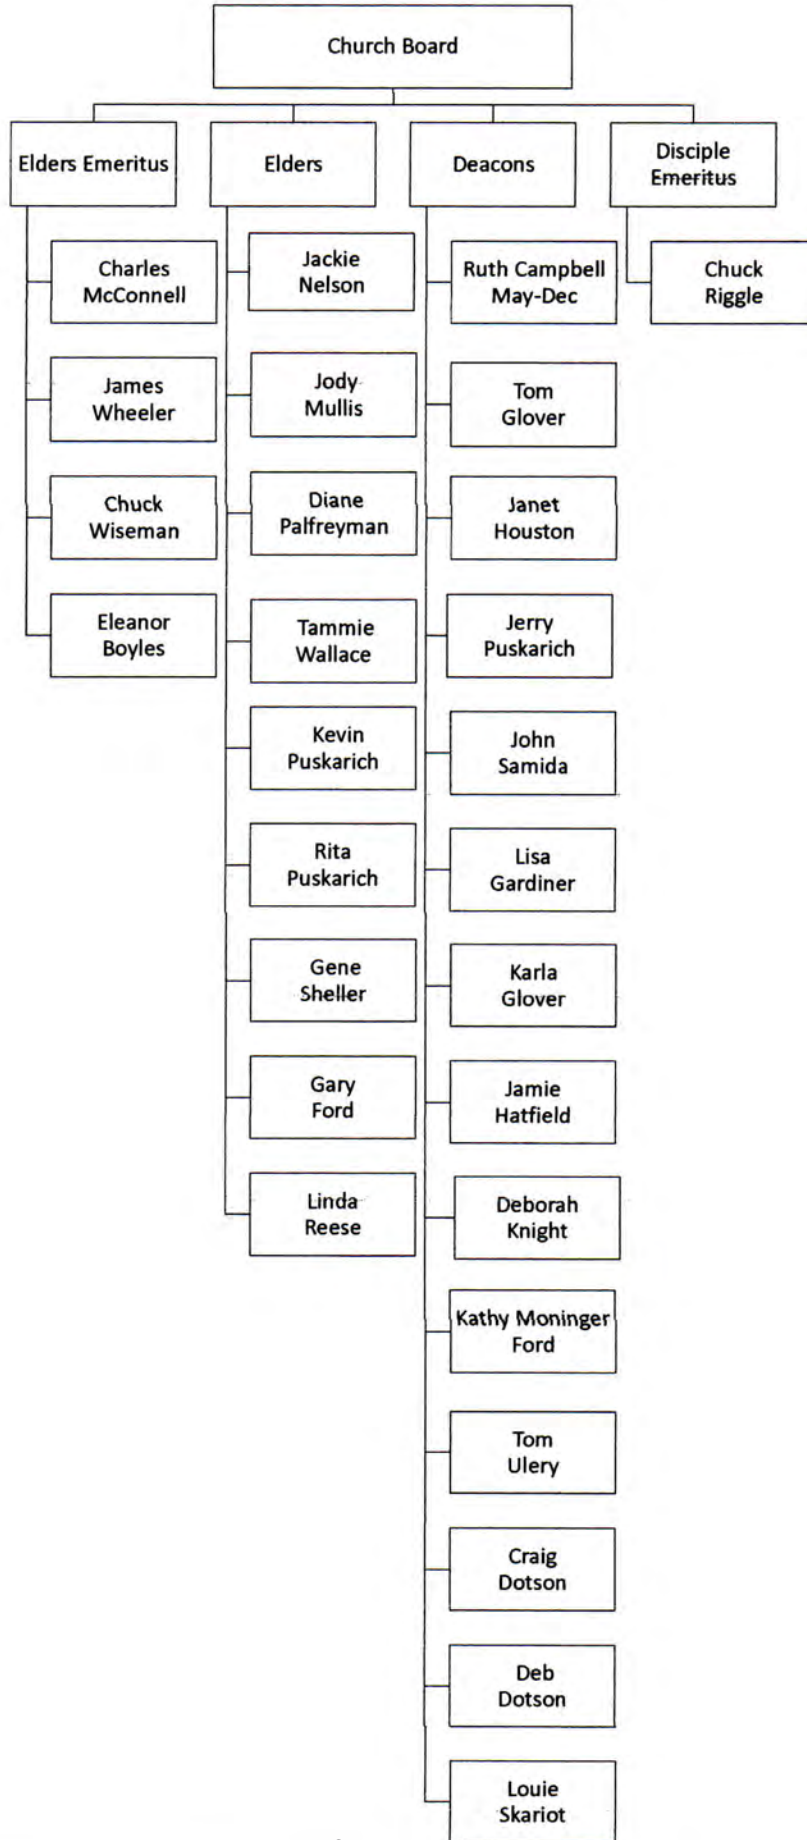 Church Board
Elders Emeritus
Elders
Deacons
Disciple
Emeritus
Charles
McConnell
James
Wheeler
Chuck
Wiseman
Eleanor
Boyles
Jackie
Nelson
Jody
Mullis
Diane
Palfreyman
Tammie
Wallace
Kevin
Puskarich
Rita
Puskarich
Gene
Sheller
Gary
Ford
Linda
Reese
Ruth Campbell
May-Dec
Tom
Glover
Janet
Houston
Jerry
Puskarich
John
Samida
Lisa
Gardiner
Karla
Glover
Jamie
Hatfield
Deborah
Knight
Kathy Moninger
Ford
Tom
Ulery
Craig
Dotson
Deb
Dotson
Louie
Skariot
Chuck
Riggle